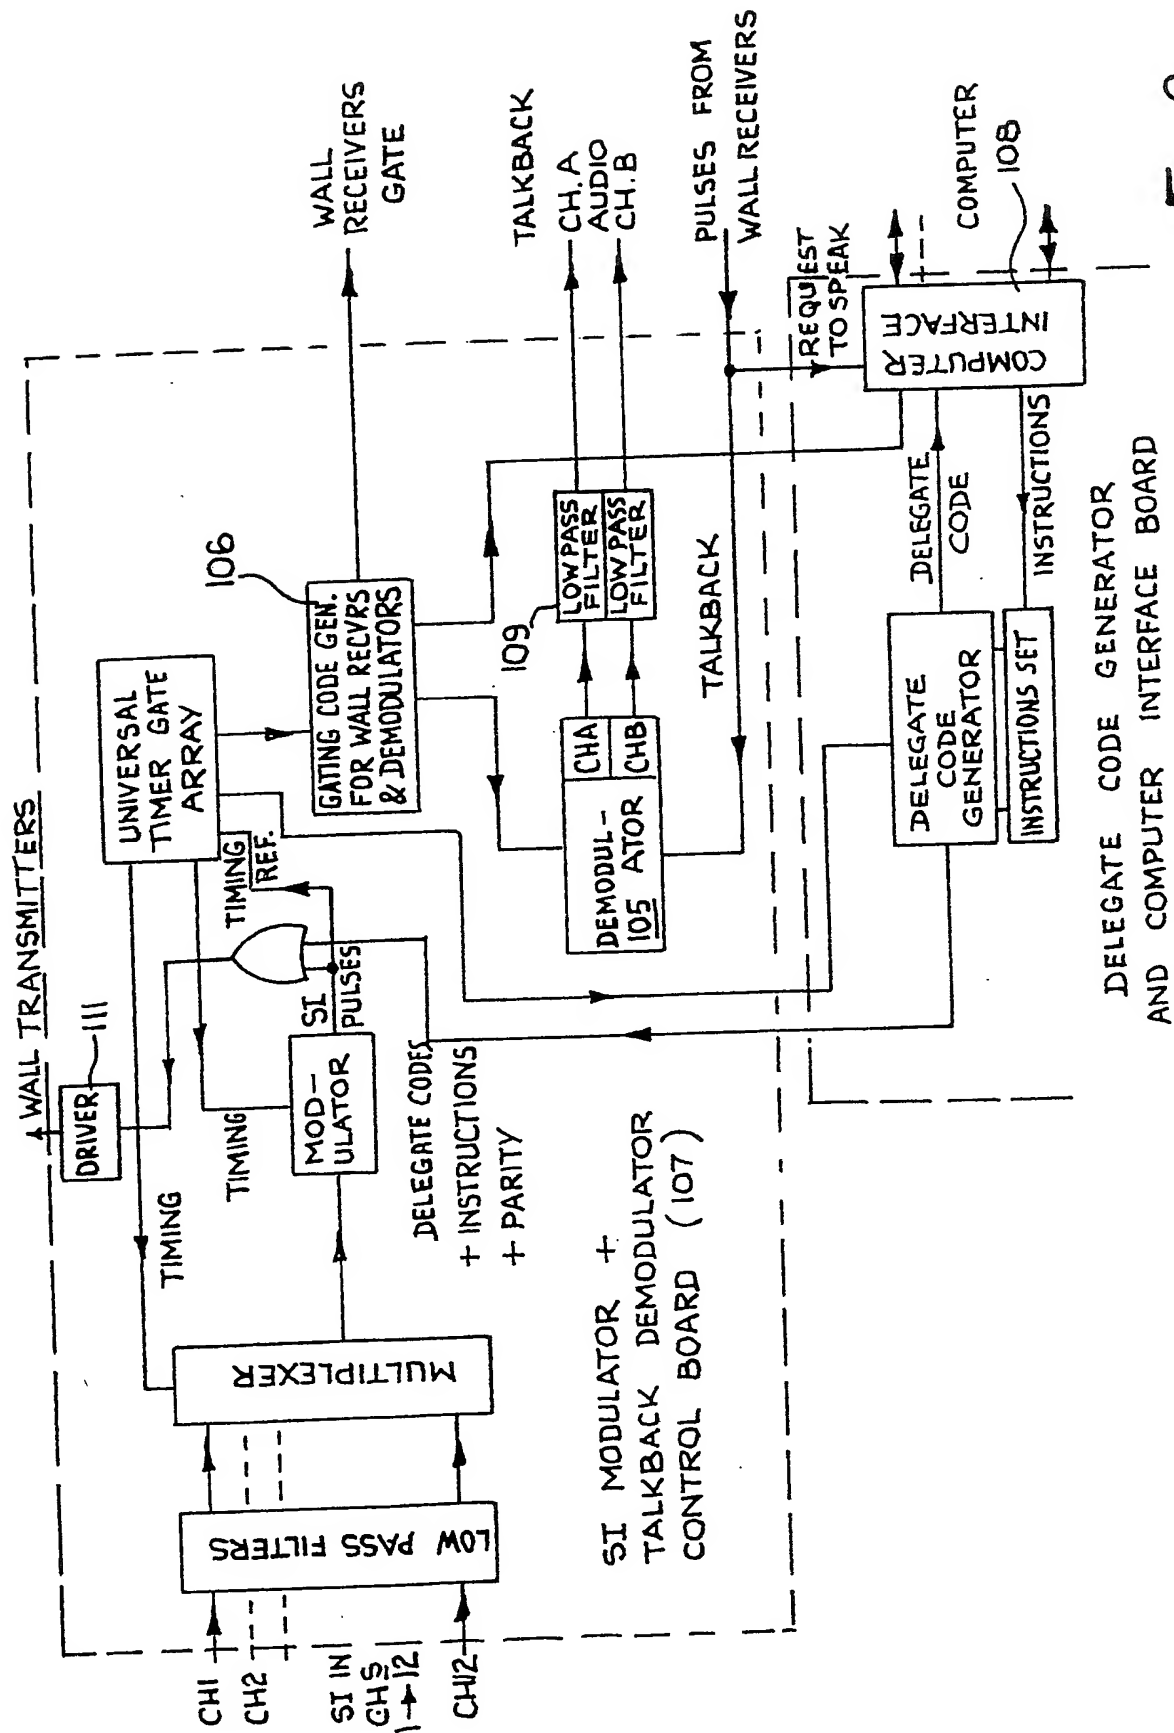 WALL TRANSMITTERS
DRIVER
111
TIMING
TIMING
UNIVERSAL
TIMER GATE
ARRAY
TIMING
REF.
SI
PULSES
MOD-
ULATOR
MULTIPLEXER
LOW PASS FILTERS
CH1
CH2
SI IN
CHS
1→12
CH12
DELEGATE CODES
+ INSTRUCTIONS
+ PARITY
SI MODULATOR +
TALKBACK DEMODULATOR
CONTROL BOARD (107)
106
GATING CODE GEN.
FOR WALL RECVRS
& DEMODULATORS
WALL
RECEIVERS
GATE
DEMODUL-
105 ATOR
CHA
CHB
109
LOW PASS
FILTER
LOW PASS
FILTER
TALKBACK
CH.A
AUDIO
CH.B
TALKBACK
PULSES FROM
WALL RECEIVERS
REQUEST
TO SPEAK
COMPUTER
INTERFACE
COMPUTER
108
DELEGATE
CODE
INSTRUCTIONS
DELEGATE
CODE
GENERATOR
INSTRUCTIONS SET
DELEGATE CODE GENERATOR
AND COMPUTER INTERFACE BOARD